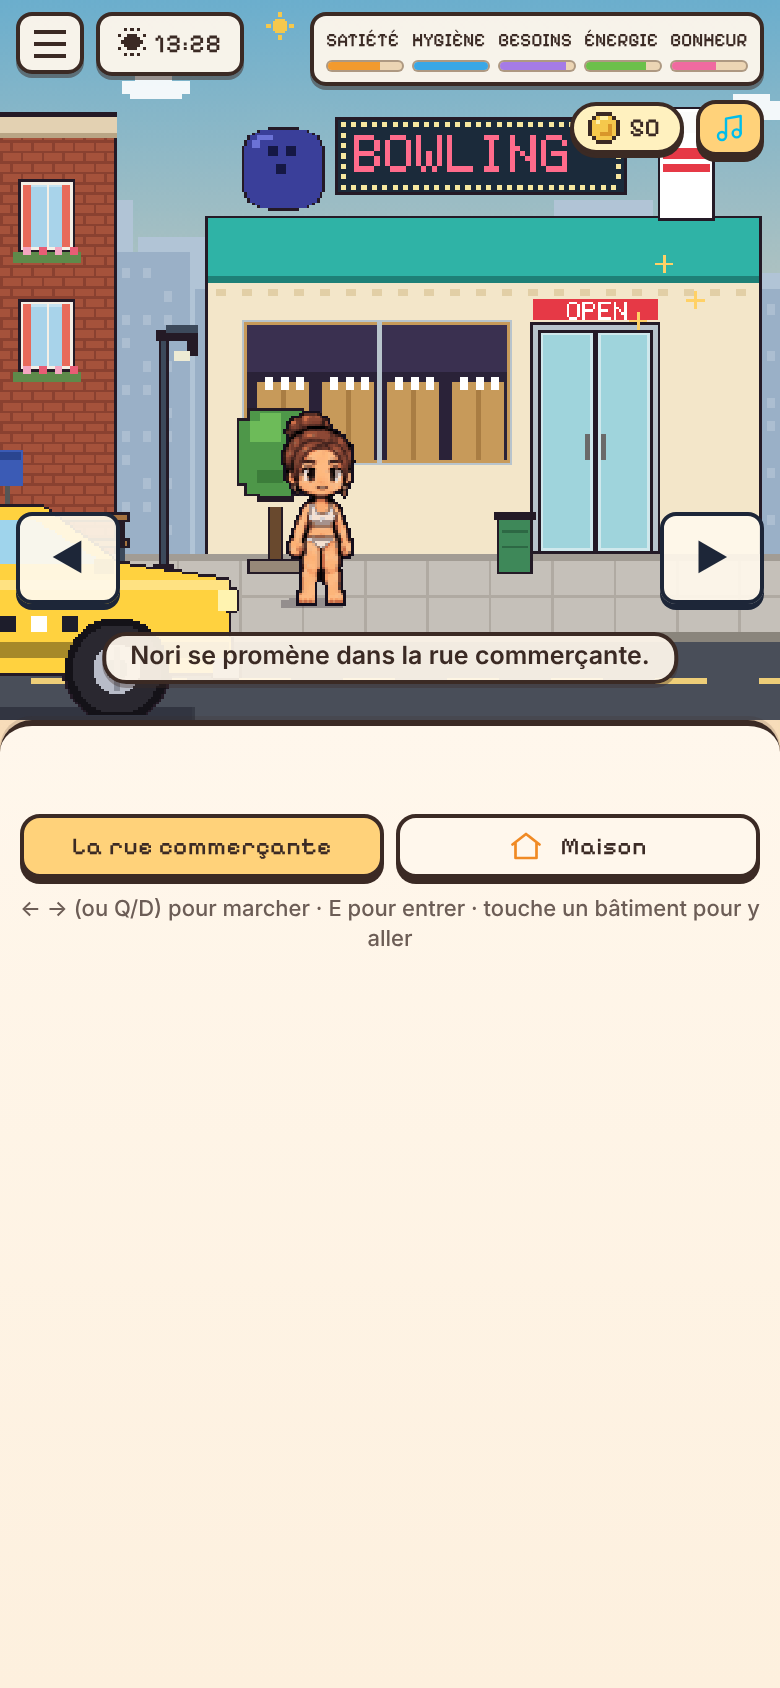 13:28
SATIÉTÉ HYGIÈNE BESOINS ÉNERGIE BONHEUR
50
BOWLING
OPEN
Nori se promène dans la rue commerçante.
La rue commerçante
Maison
← → (ou Q/D) pour marcher · E pour entrer · touche un bâtiment pour y
aller